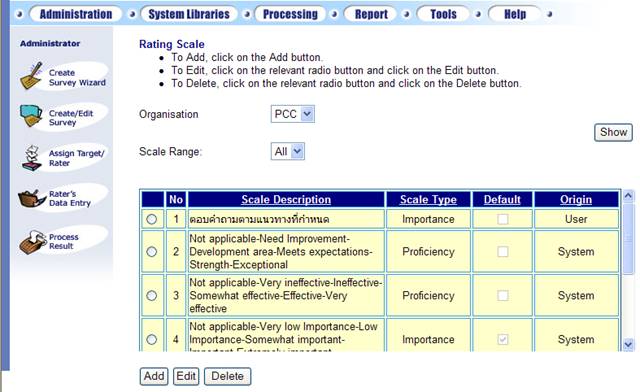 Administration System Libraries Processing Report Tools Help
Administrator
Create
Survey Wizard
Create/Edit
Survey
Assign Target/
Rater
Rater's
Data Entry
Process
Result
Rating Scale
To Add, click on the Add button.
To Edit, click on the relevant radio button and click on the Edit button.
To Delete, click on the relevant radio button and click on the Delete button.
Organisation PCC
Show
Scale Range: All
No Scale Description Scale Type Default Origin
1 ตอบคำถามตามแนวทางที่กำหนด Importance User
2 Not applicable-Need Improvement-
Development area-Meets expectations-
Strength-Exceptional Proficiency System
3 Not applicable-Very ineffective-Ineffective-
Somewhat effective-Effective-Very
effective Proficiency System
4 Not applicable-Very low Importance-Low
Importance-Somewhat important-
Important-Extremely important Importance System
Add Edit Delete